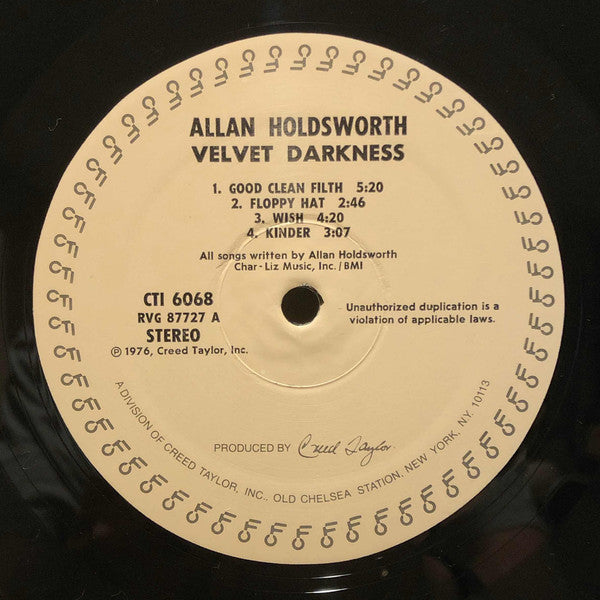 ALLAN HOLDSWORTH
VELVET DARKNESS
1. GOOD CLEAN FILTH 5:20
2. FLOPPY HAT 2:46
3. WISH 4:20
4. KINDER 3:07
All songs written by Allan Holdsworth
Char-Liz Music, Inc./BMI
CTI 6068
RVG 87727 A
STEREO
℗ 1976, Creed Taylor, Inc.
Unauthorized duplication is a
violation of applicable laws.
PRODUCED BY Creed Taylor
A DIVISION OF CREED TAYLOR, INC., OLD CHELSEA STATION, NEW YORK, N.Y. 10113